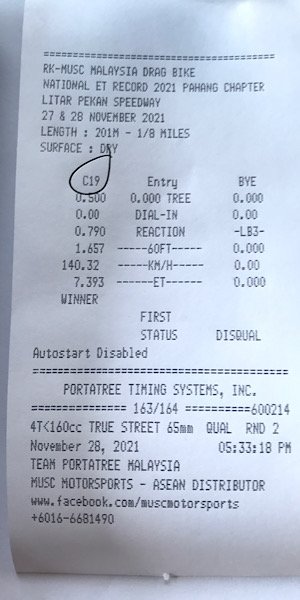 ================================================
RK-MUSC MALAYSIA DRAG BIKE
NATIONAL ET RECORD 2021 PAHANG CHAPTER
LITAR PEKAN SPEEDWAY
27 & 28 NOVEMBER 2021
LENGTH : 201M - 1/8 MILES
SURFACE : DRY
C19 Entry BYE
0.500 0.000 TREE 0.000
0.00 DIAL-IN 0.00
0.790 REACTION -LB3-
1.657 -----60FT----- 0.000
140.32 -----KM/H----- 0.00
7.393 ------ET------ 0.000
WINNER
FIRST
STATUS DISQUAL
Autostart Disabled
================================================
PORTATREE TIMING SYSTEMS, INC.
=============== 163/164 ==========600214
4T<160cc TRUE STREET 65mm QUAL RND 2
November 28, 2021 05:33:18 PM
TEAM PORTATREE MALAYSIA
MUSC MOTORSPORTS - ASEAN DISTRIBUTOR
www.facebook.com/muscmotorsports
+6016-6681490